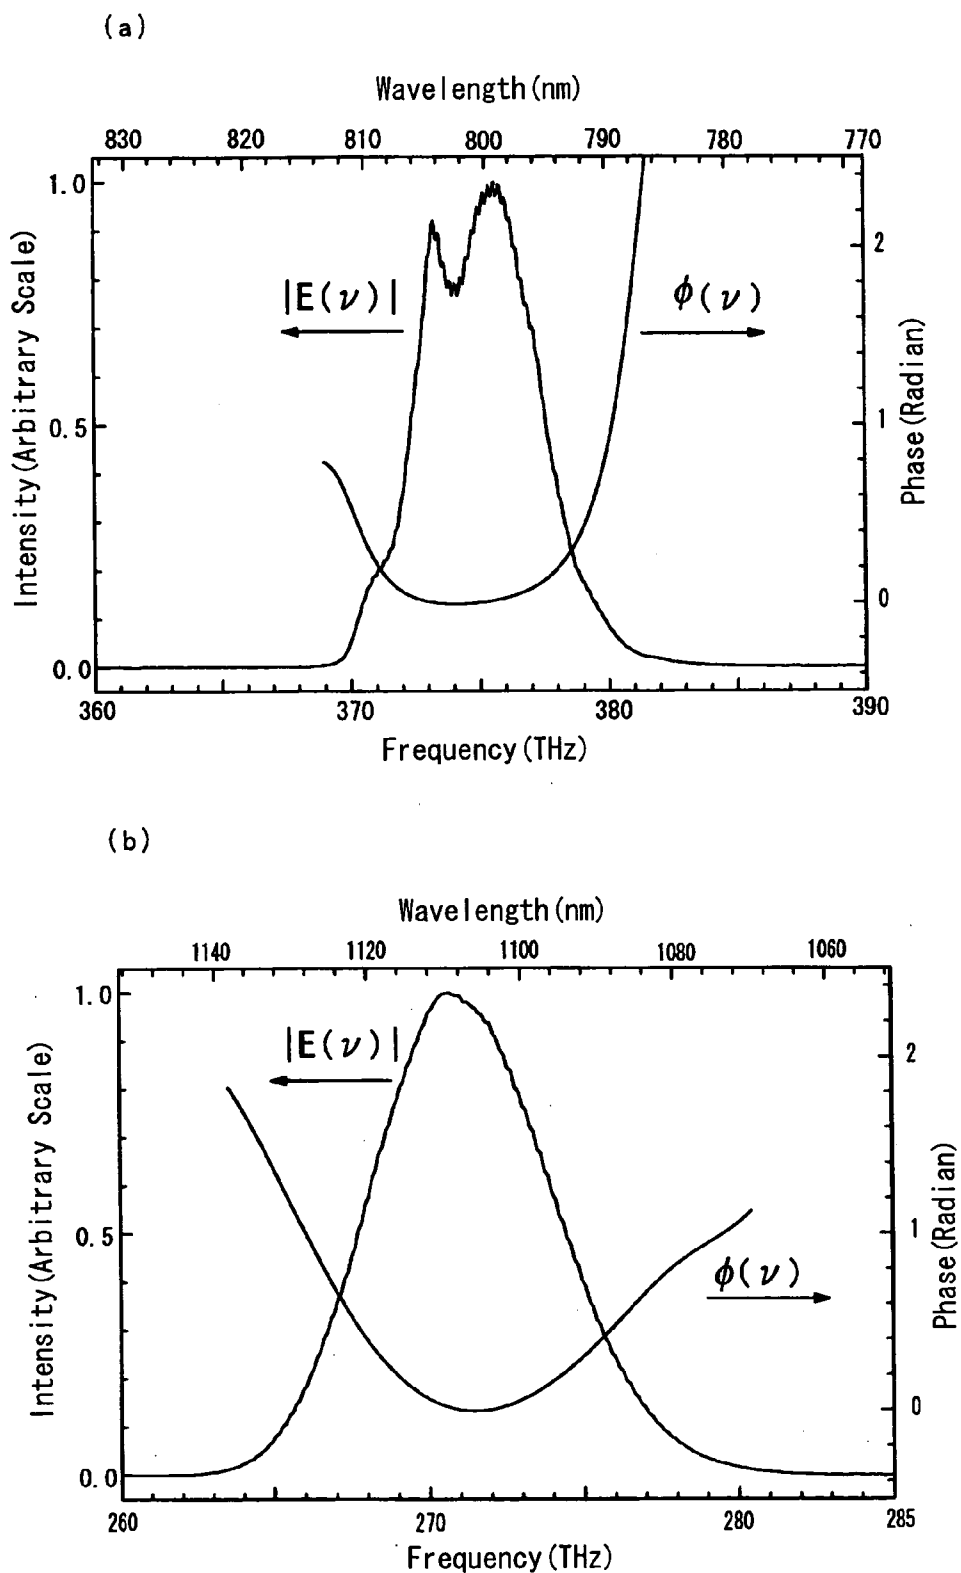 (a)
Wavelength(nm)
830 820 810 800 790 780 770
1.0
2
|E(ν)|
ϕ(ν)
Intensity(Arbitrary Scale)
Phase(Radian)
0.5
1
0
0.0
360 370 380 390
Frequency(THz)
(b)
Wavelength(nm)
1140 1120 1100 1080 1060
1.0
2
|E(ν)|
Intensity(Arbitrary Scale)
Phase(Radian)
0.5
1
ϕ(ν)
0
0.0
260 270 280 285
Frequency(THz)